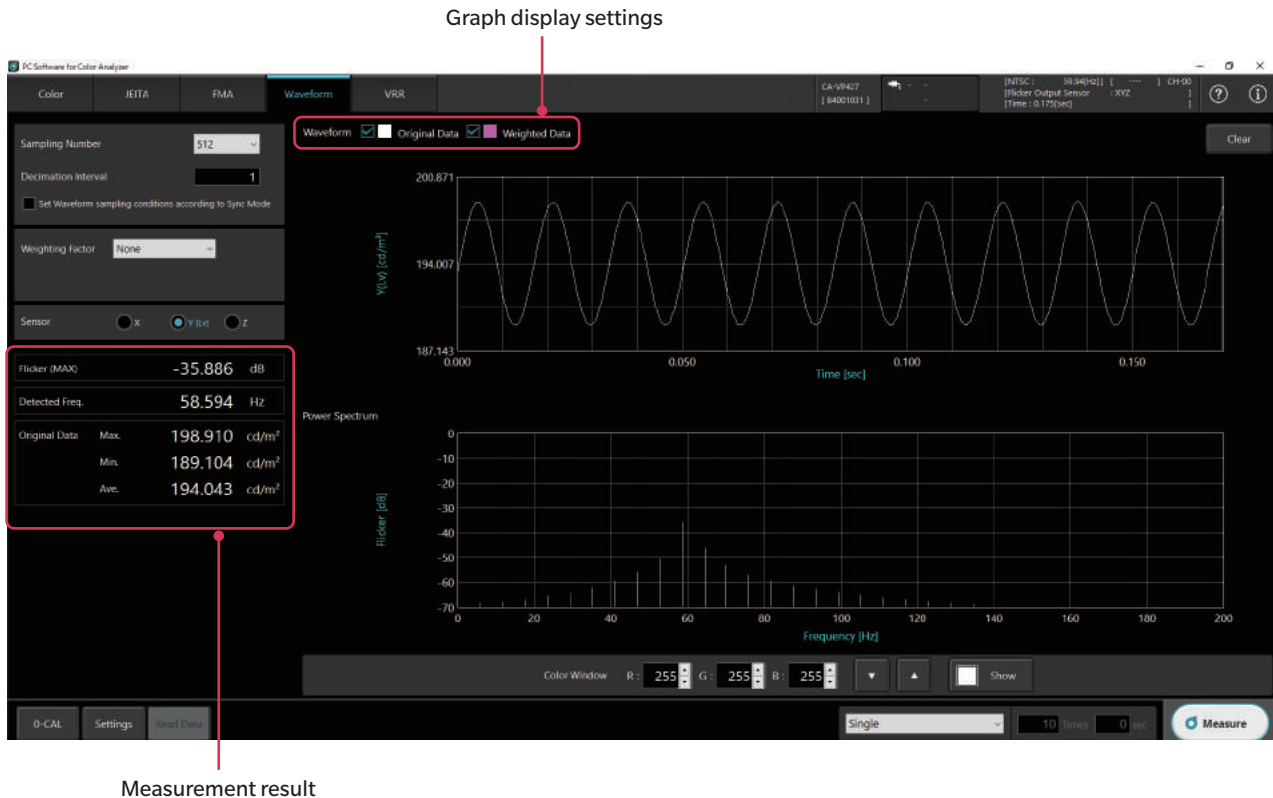 Graph display settings
PC Software for Color Analyzer
Color JEITA FMA Waveform VRR
CA-VP427
[ 84001031 ]
- -
-
[NTSC : 59.94[Hz]] [ ---- ] CH-00
[Flicker Output Sensor : XYZ ]
[Time : 0.175[sec] ]
Waveform Original Data Weighted Data
Clear
Sampling Number 512
Decimation Interval 1
Set Waveform sampling conditions according to Sync Mode
Weighting Factor None
Sensor X Y (Lv) Z
Flicker (MAX) -35.886 dB
Detected Freq. 58.594 Hz
Original Data Max. 198.910 cd/m²
Min. 189.104 cd/m²
Ave. 194.043 cd/m²
200.871
194.007
187.143
Y(Lv) [cd/m²]
0.000 0.050 0.100 0.150
Time [sec]
Power Spectrum
0
-10
-20
-30
-40
-50
-60
-70
Flicker [dB]
0 20 40 60 80 100 120 140 160 180 200
Frequency [Hz]
Color Window R : 255 G : 255 B : 255 Show
0-CAL Settings Read Data
Single 10 Times 0 sec Measure
Measurement result